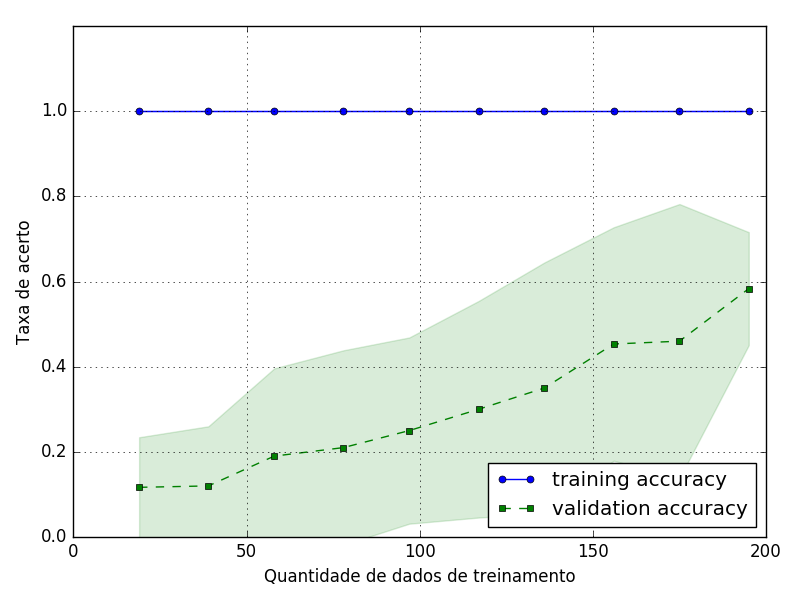 1.0
0.8
0.6
0.4
0.2
0.0
Taxa de acerto
training accuracy
validation accuracy
0 50 100 150 200
Quantidade de dados de treinamento